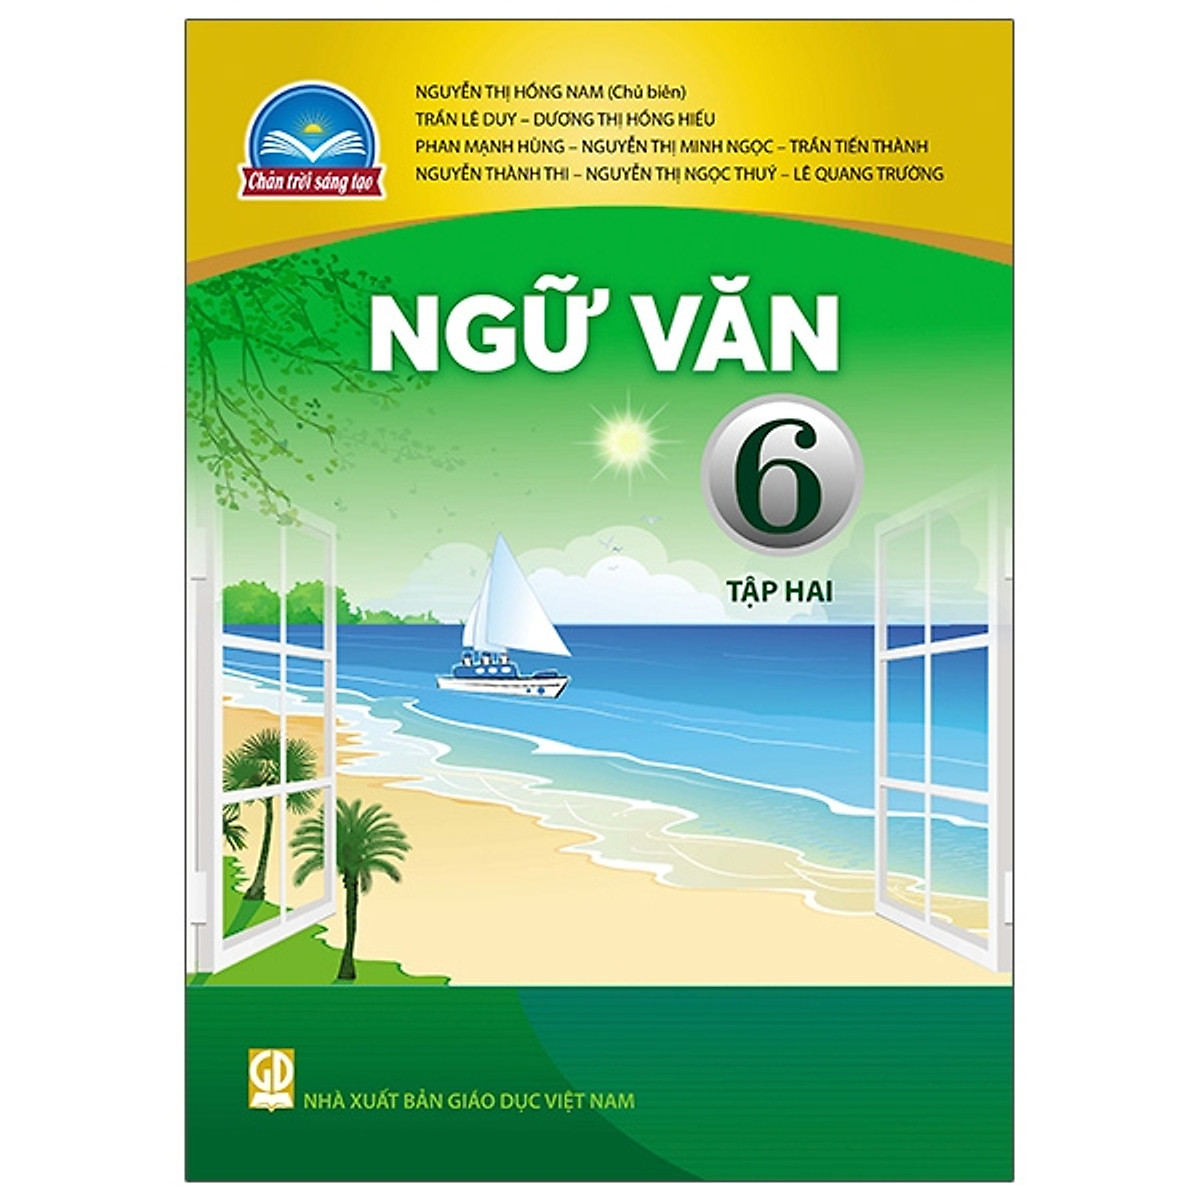 NGUYỄN THỊ HỒNG NAM (Chủ biên)
TRẦN LÊ DUY – DƯƠNG THỊ HỒNG HIẾU
PHAN MẠNH HÙNG – NGUYỄN THỊ MINH NGỌC – TRẦN TIẾN THÀNH
NGUYỄN THÀNH THI – NGUYỄN THỊ NGỌC THUÝ – LÊ QUANG TRƯỜNG
Chân trời sáng tạo
NGỮ VĂN
6
TẬP HAI
GD
NHÀ XUẤT BẢN GIÁO DỤC VIỆT NAM